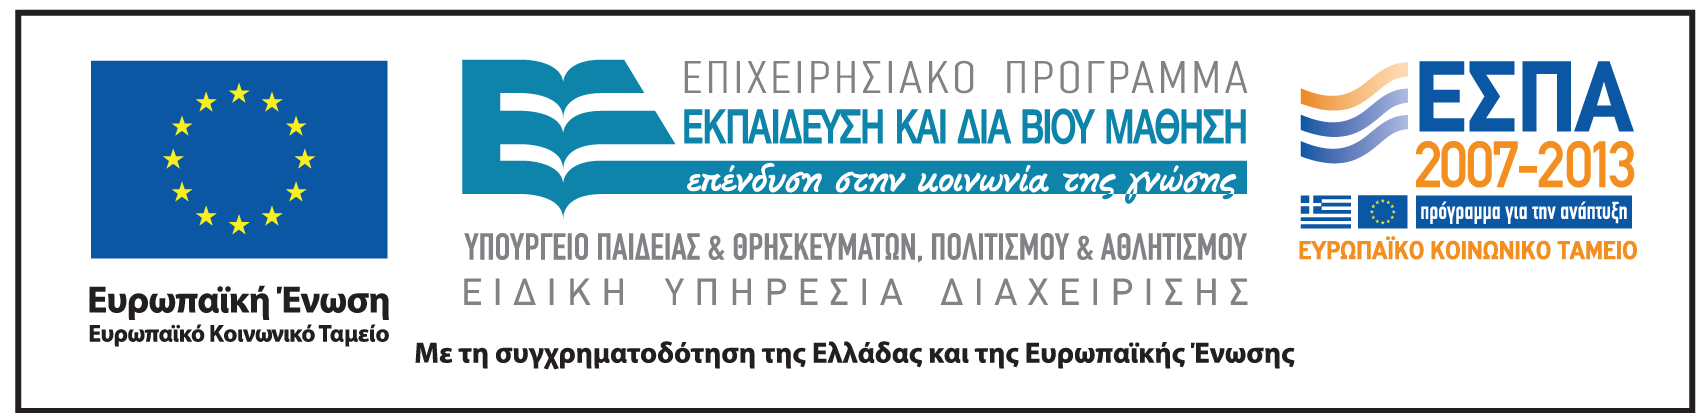 Ευρωπαϊκή Ένωση
Ευρωπαϊκό Κοινωνικό Ταμείο
ΕΠΙΧΕΙΡΗΣΙΑΚΟ ΠΡΟΓΡΑΜΜΑ
ΕΚΠΑΙΔΕΥΣΗ ΚΑΙ ΔΙΑ ΒΙΟΥ ΜΑΘΗΣΗ
επένδυση στην κοινωνία της γνώσης
ΥΠΟΥΡΓΕΙΟ ΠΑΙΔΕΙΑΣ & ΘΡΗΣΚΕΥΜΑΤΩΝ, ΠΟΛΙΤΙΣΜΟΥ & ΑΘΛΗΤΙΣΜΟΥ
ΕΙΔΙΚΗ ΥΠΗΡΕΣΙΑ ΔΙΑΧΕΙΡΙΣΗΣ
ΕΣΠΑ
2007-2013
πρόγραμμα για την ανάπτυξη
ΕΥΡΩΠΑΪΚΟ ΚΟΙΝΩΝΙΚΟ ΤΑΜΕΙΟ
Με τη συγχρηματοδότηση της Ελλάδας και της Ευρωπαϊκής Ένωσης